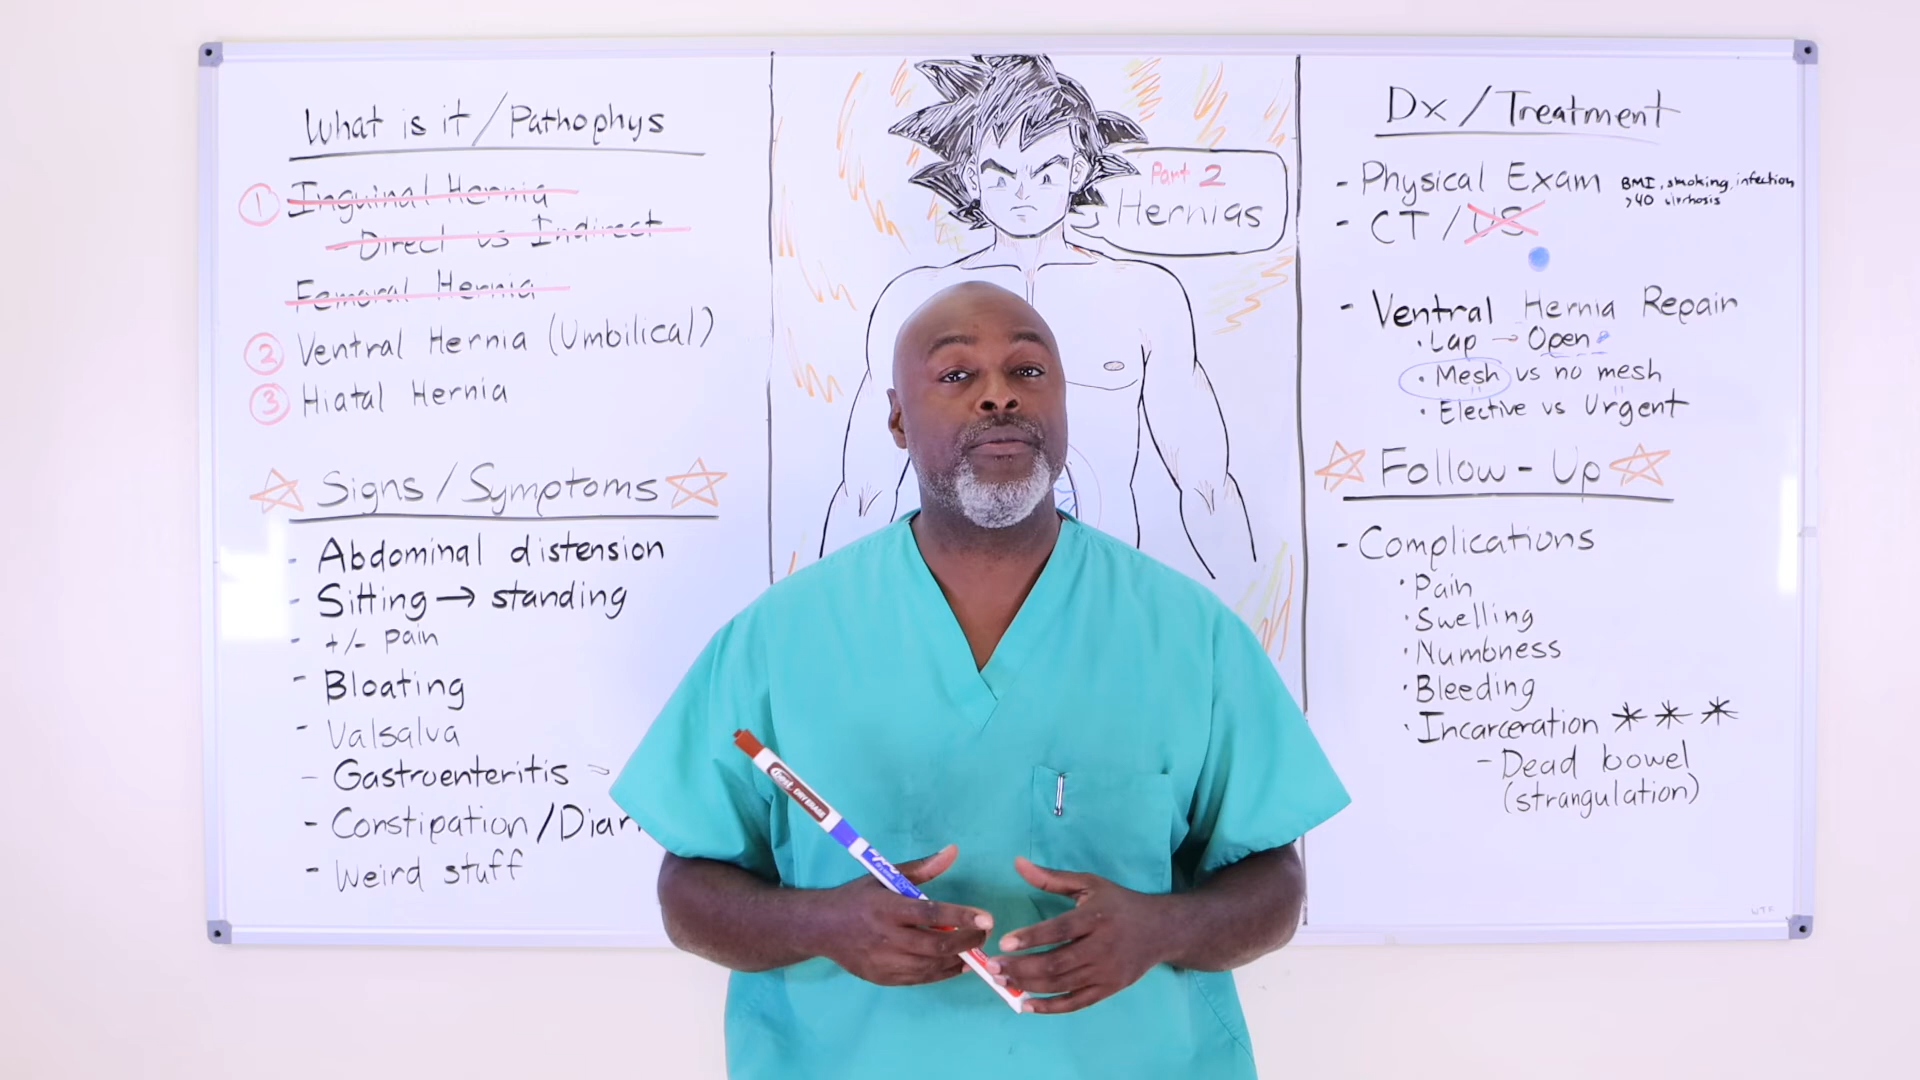 What is it / Pathophys
① Inguinal Hernia
- Direct vs Indirect
Femoral Hernia
② Ventral Hernia (Umbilical)
③ Hiatal Hernia
Signs / Symptoms
- Abdominal distension
- Sitting → standing
- +/- pain
- Bloating
- Valsalva
- Gastroenteritis
- Constipation / Diar
- Weird stuff
Part 2
Hernias
Dx / Treatment
- Physical Exam BMI, smoking, infection
>40 cirrhosis
- CT / US
- Ventral Hernia Repair
• Lap → Open
• Mesh vs no mesh
• Elective vs Urgent
Follow - Up
- Complications
• Pain
• Swelling
• Numbness
• Bleeding
• Incarceration * * *
- Dead bowel
(strangulation)
DRY ERASE